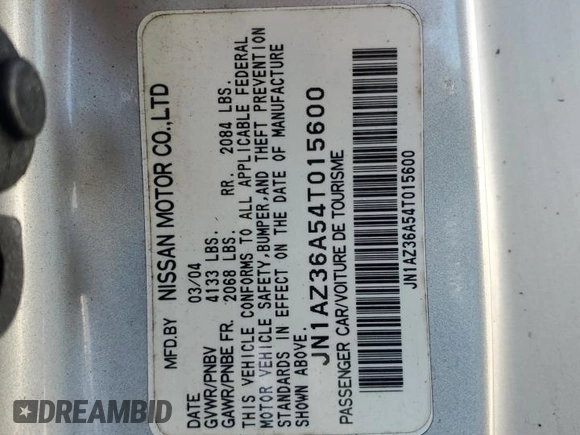 MFD.BY NISSAN MOTOR CO.,LTD
DATE 03/04
GVWR/PNBV 4133 LBS.
GAWR/PNBE FR. 2068 LBS. RR. 2084 LBS.
THIS VEHICLE CONFORMS TO ALL APPLICABLE FEDERAL
MOTOR VEHICLE SAFETY,BUMPER,AND THEFT PREVENTION
STANDARDS IN EFFECT ON THE DATE OF MANUFACTURE
SHOWN ABOVE.
JN1AZ36A54T015600
PASSENGER CAR/VOITURE DE TOURISME
JN1AZ36A54T015600
DREAMBID